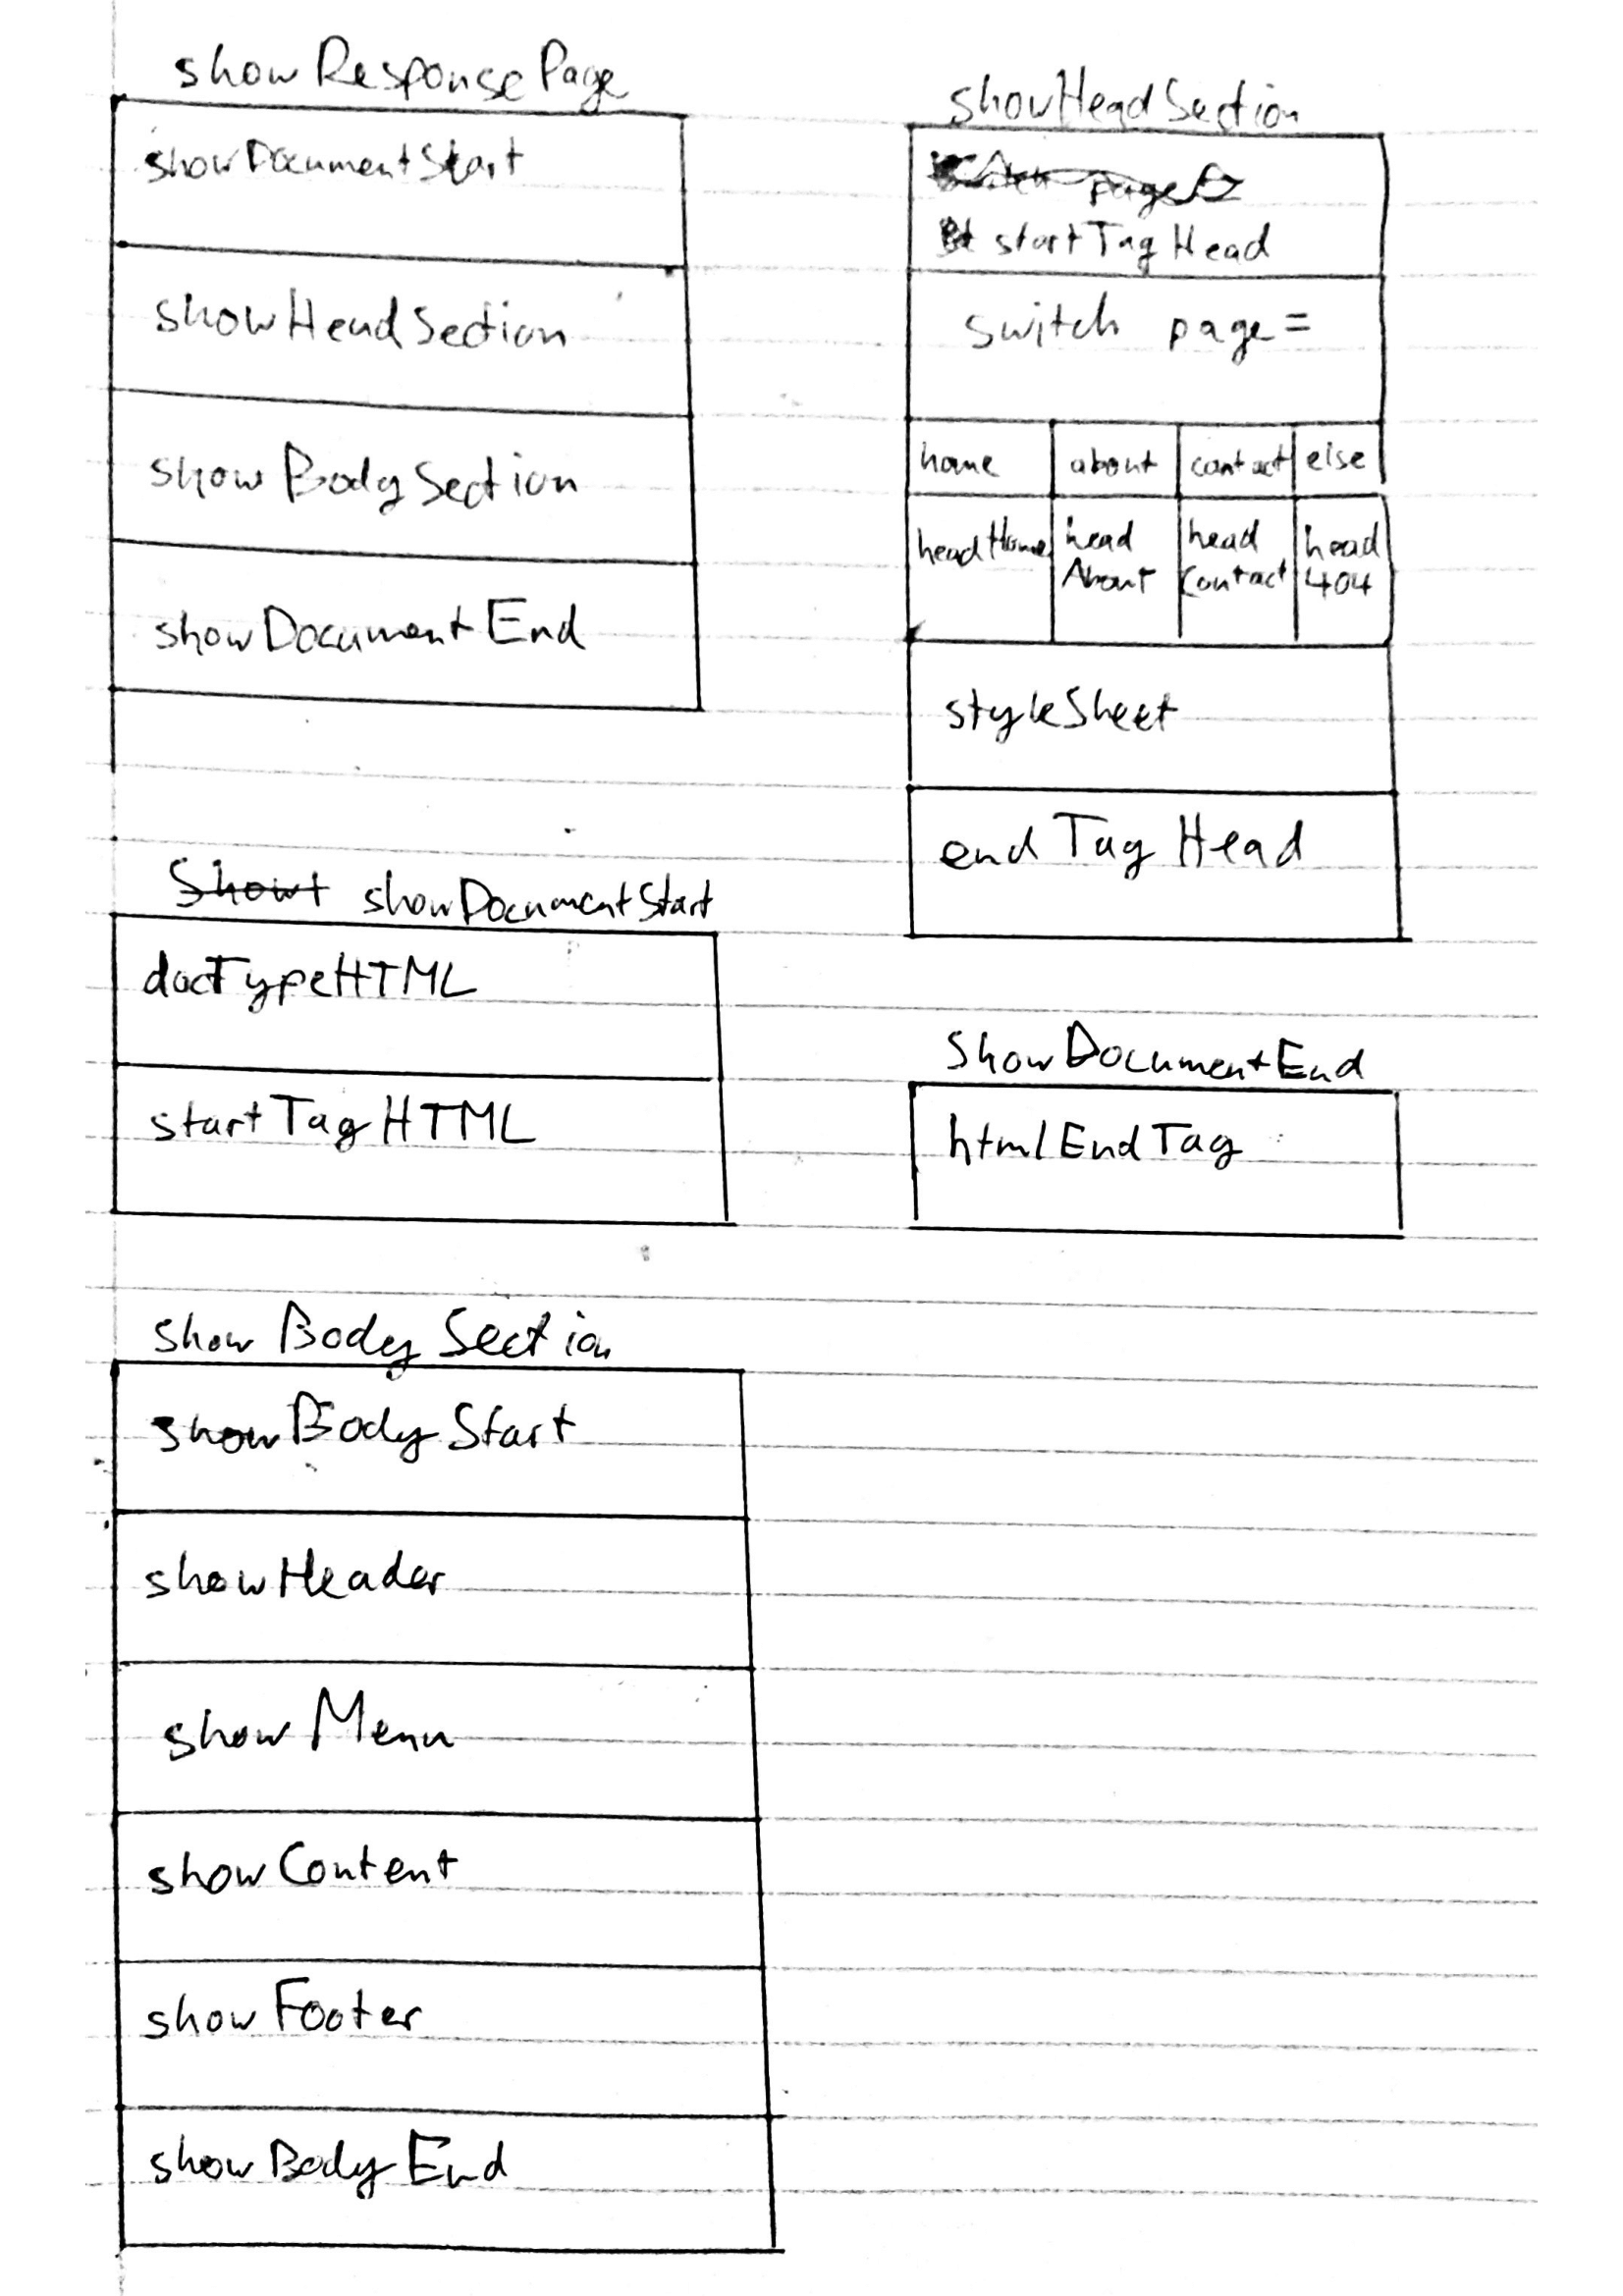 showResponsePage
showDocumentStart
showHeadSection
showBodySection
showDocumentEnd
showHeadSection
page
startTagHead
switch page =
home about contact else
headHome head About head Contact head 404
styleSheet
endTagHead
Showt showDocumentStart
docTypeHTML
startTagHTML
ShowDocumentEnd
htmlEndTag
showBodySection
showBodyStart
showHeader
showMenu
showContent
showFooter
showBodyEnd